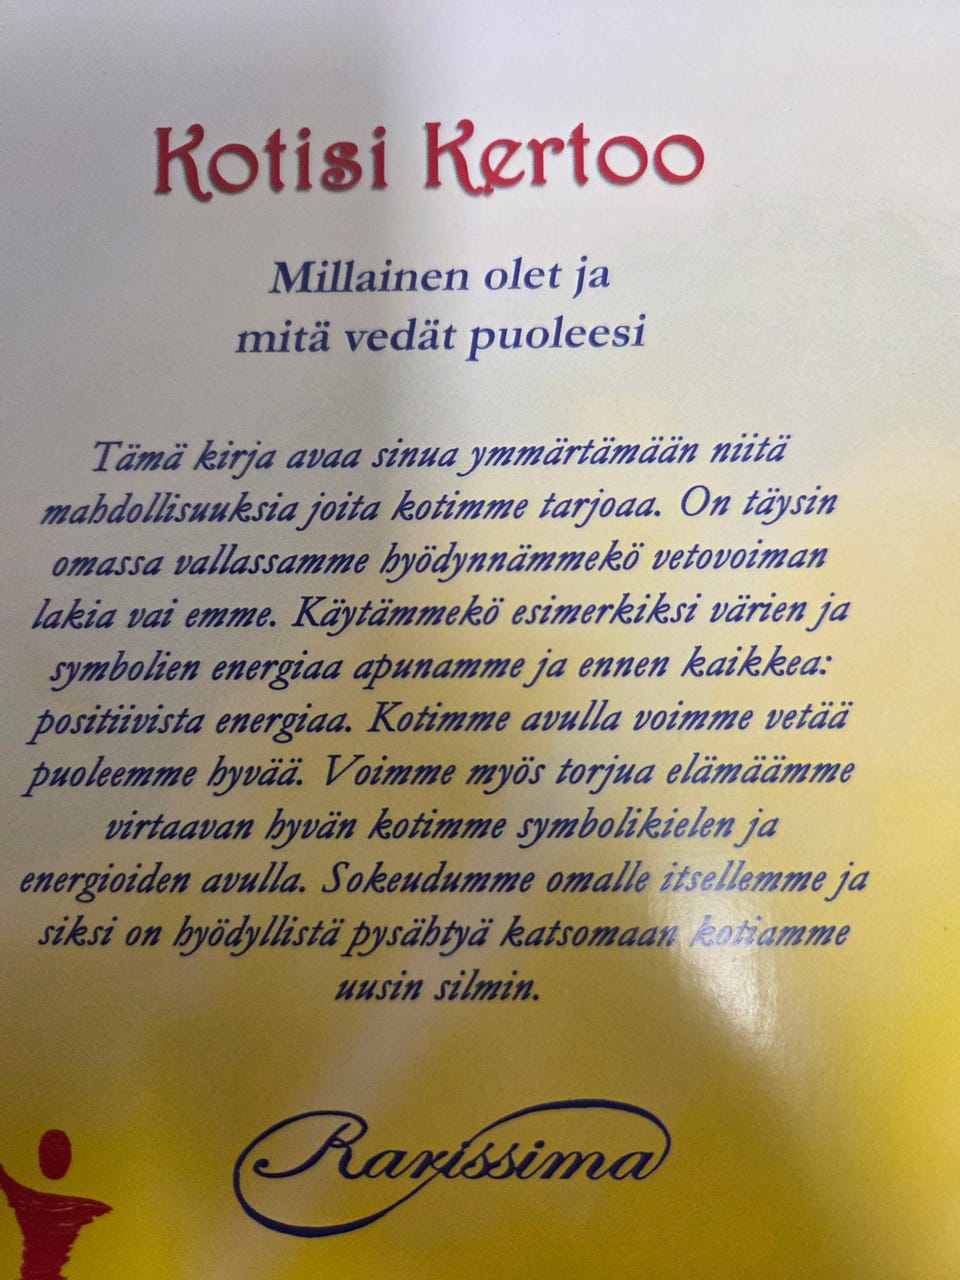 Kotisi Kertoo
Millainen olet ja
mitä vedät puoleesi
Tämä kirja avaa sinua ymmärtämään niitä
mahdollisuuksia joita kotimme tarjoaa. On täysin
omassa vallassamme hyödynnämmekö vetovoiman
lakia vai emme. Käytämmekö esimerkiksi värien ja
symbolien energiaa apunamme ja ennen kaikkea:
positiivista energiaa. Kotimme avulla voimme vetää
puoleemme hyvää. Voimme myös torjua elämäämme
virtaavan hyvän kotimme symbolikielen ja
energioiden avulla. Sokeudumme omalle itsellemme ja
siksi on hyödyllistä pysähtyä katsomaan kotiamme
uusin silmin.
Rarissima